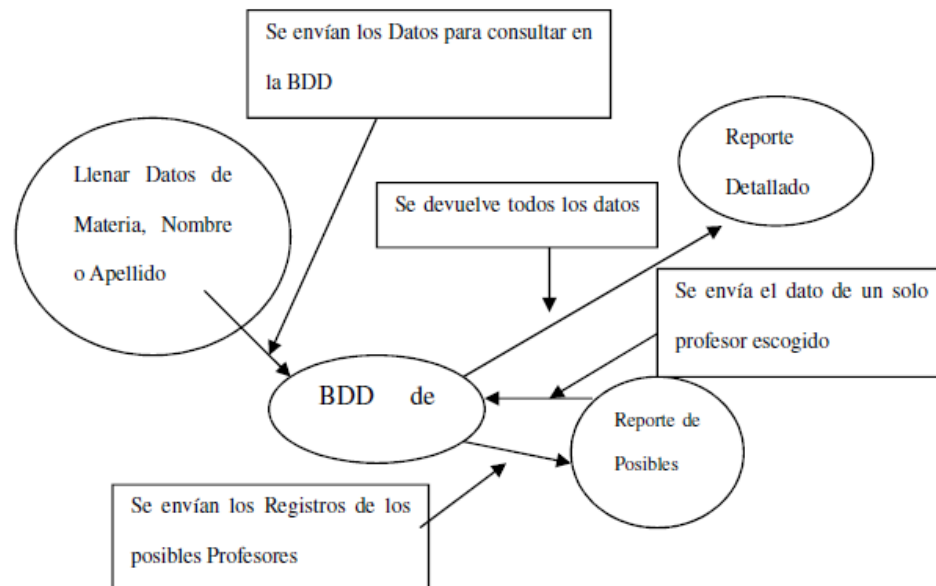 Se envían los Datos para consultar en
la BDD
Llenar Datos de
Materia, Nombre
o Apellido
Reporte
Detallado
Se devuelve todos los datos
Se envía el dato de un solo
profesor escogido
BDD de
Reporte de
Posibles
Se envían los Registros de los
posibles Profesores